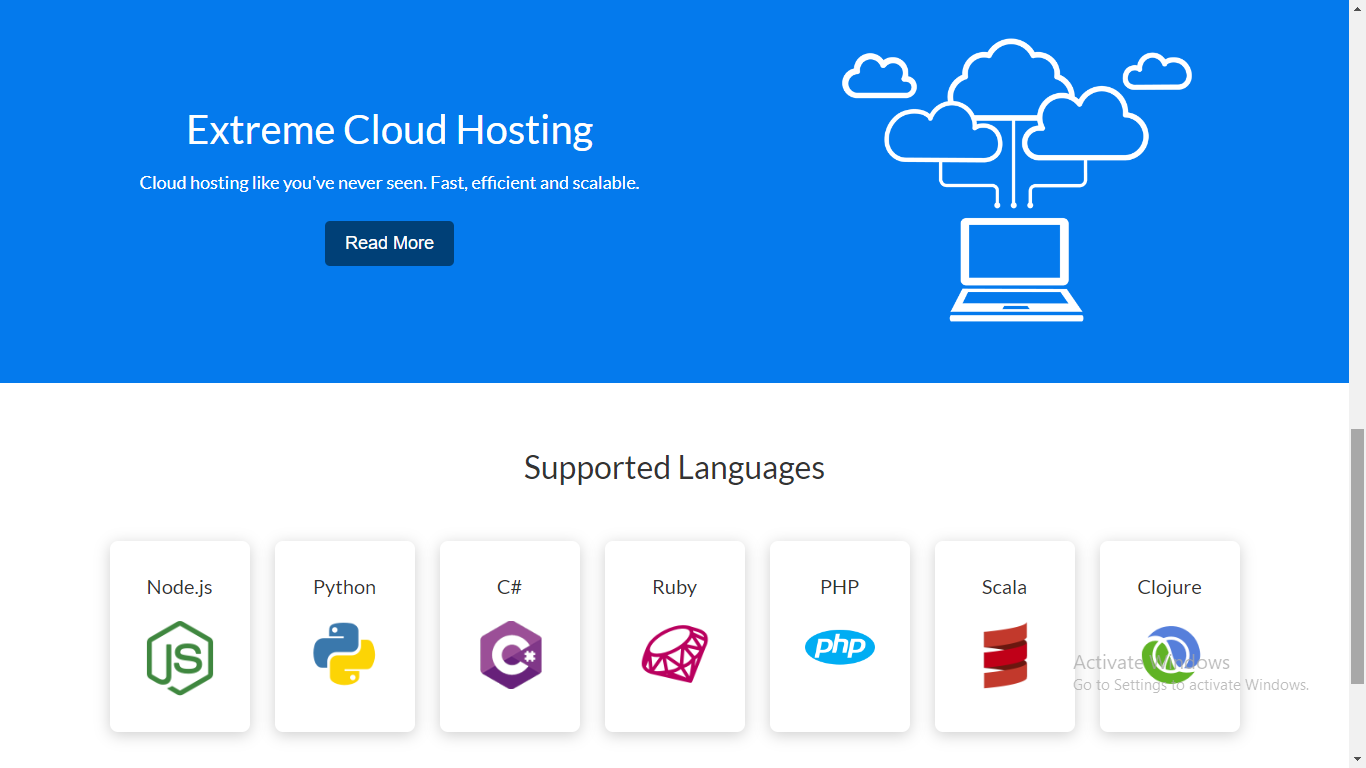 Extreme Cloud Hosting
Cloud hosting like you've never seen. Fast, efficient and scalable.
Read More
Supported Languages
Node.js
Python
C#
Ruby
PHP
Scala
Clojure
JS
C#
php
Activate Windows
Go to Settings to activate Windows.